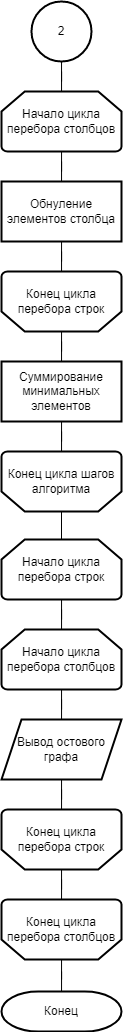 2
Начало цикла
перебора столбцов
Обнуление
элементов столбца
Конец цикла
перебора строк
Суммирование
минимальных
элементов
Конец цикла шагов
алгоритма
Начало цикла
перебора строк
Начало цикла
перебора столбцов
Вывод остового
графа
Конец цикла
перебора строк
Конец цикла
перебора столбцов
Конец